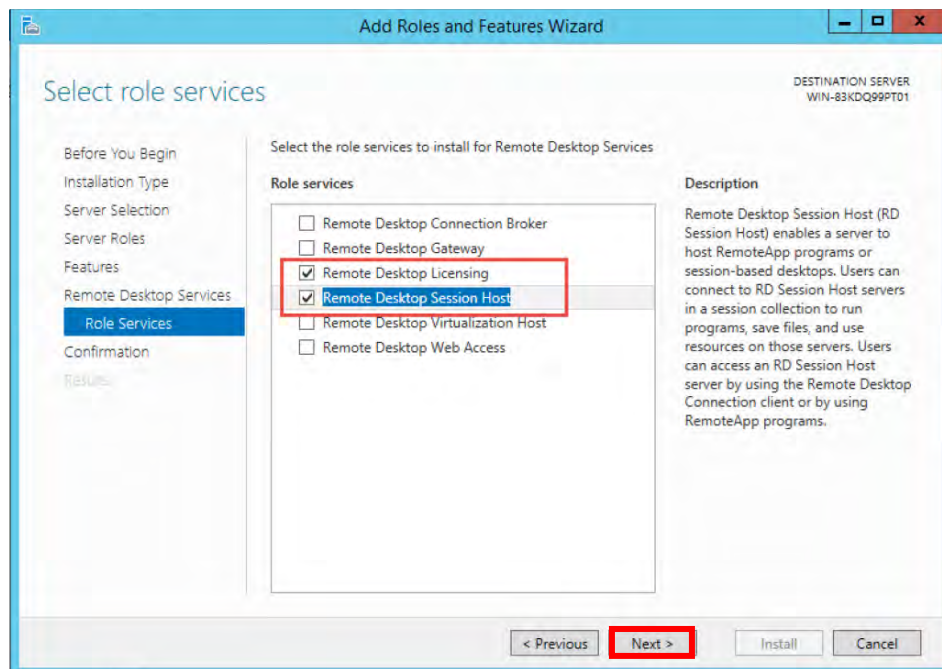 Add Roles and Features Wizard
Select role services
DESTINATION SERVER
WIN-83KDQ99PT01
Before You Begin
Installation Type
Server Selection
Server Roles
Features
Remote Desktop Services
Role Services
Confirmation
Results
Select the role services to install for Remote Desktop Services
Role services
Remote Desktop Connection Broker
Remote Desktop Gateway
Remote Desktop Licensing
Remote Desktop Session Host
Remote Desktop Virtualization Host
Remote Desktop Web Access
Description
Remote Desktop Session Host (RD
Session Host) enables a server to
host RemoteApp programs or
session-based desktops. Users can
connect to RD Session Host servers
in a session collection to run
programs, save files, and use
resources on those servers. Users
can access an RD Session Host
server by using the Remote Desktop
Connection client or by using
RemoteApp programs.
< Previous
Next >
Install
Cancel